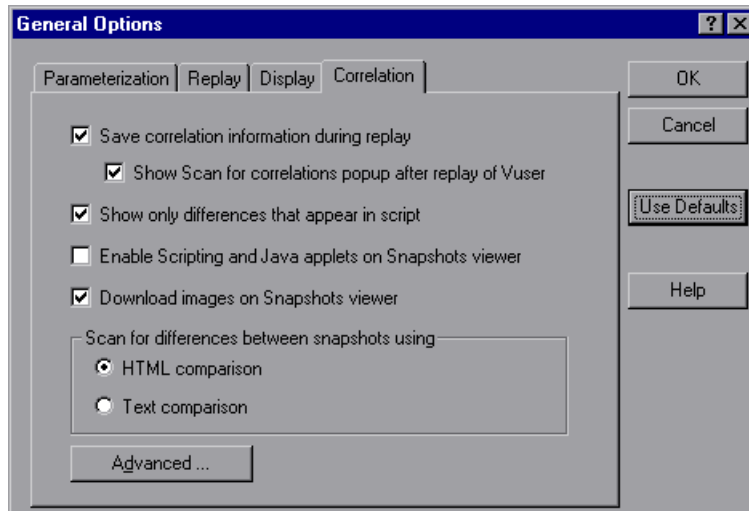 General Options
Parameterization Replay Display Correlation
OK
Save correlation information during replay
Cancel
Show Scan for correlations popup after replay of Vuser
Show only differences that appear in script
Use Defaults
Enable Scripting and Java applets on Snapshots viewer
Download images on Snapshots viewer
Help
Scan for differences between snapshots using
HTML comparison
Text comparison
Advanced ...